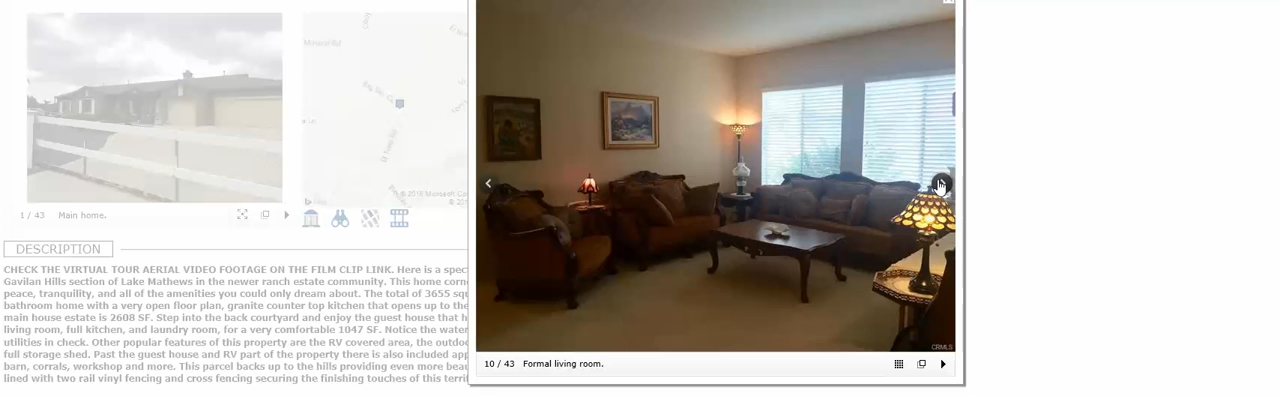 Mission Rd
© 2018 Microsoft Co
1 / 43 Main home.
DESCRIPTION
CHECK THE VIRTUAL TOUR AERIAL VIDEO FOOTAGE ON THE FILM CLIP LINK. Here is a spec
Gavilan Hills section of Lake Mathews in the newer ranch estate community. This home corn
peace, tranquility, and all of the amenities you could only dream about. The total of 3655 squ
bathroom home with a very open floor plan, granite counter top kitchen that opens up to the
main house estate is 2608 SF. Step into the back courtyard and enjoy the guest house that h
living room, full kitchen, and laundry room, for a very comfortable 1047 SF. Notice the water
utilities in check. Other popular features of this property are the RV covered area, the outdoo
full storage shed. Past the guest house and RV part of the property there is also included app
barn, corrals, workshop and more. This parcel backs up to the hills providing even more beau
lined with two rail vinyl fencing and cross fencing securing the finishing touches of this terrif
CRMLS
10 / 43 Formal living room.